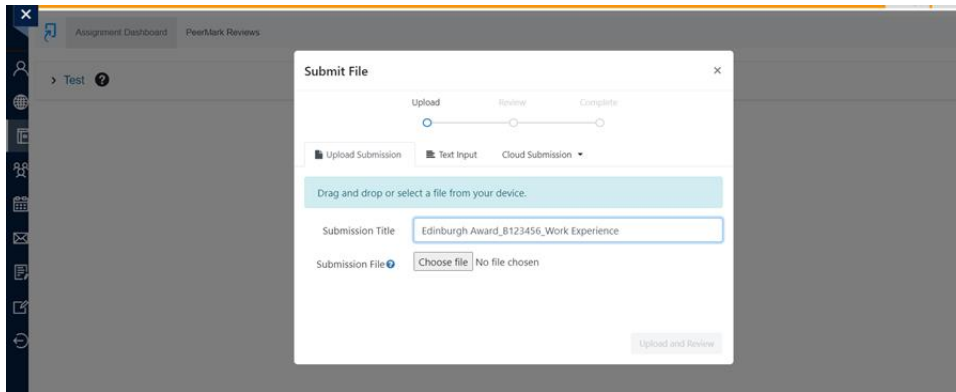 Assignment Dashboard PeerMark Reviews
Test
Submit File
Upload Review Complete
Upload Submission Text Input Cloud Submission
Drag and drop or select a file from your device.
Submission Title Edinburgh Award_B123456_Work Experience
Submission File Choose file No file chosen
Upload and Review